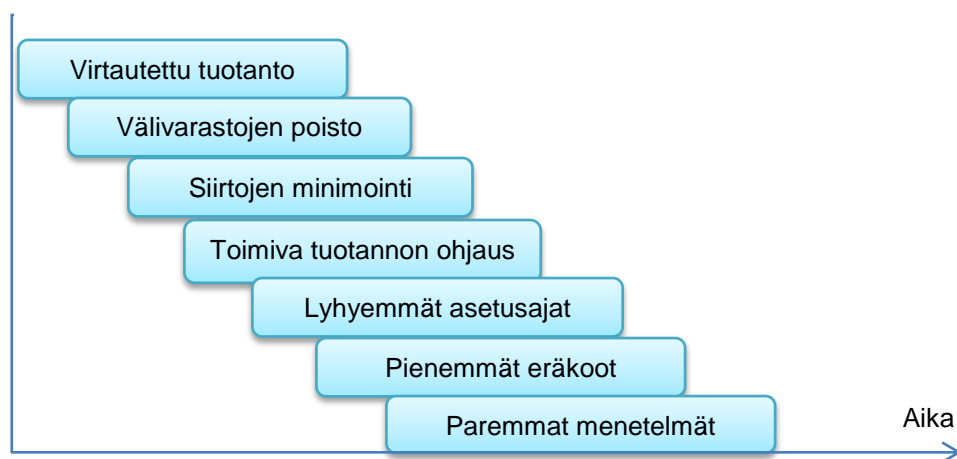 Virtautettu tuotanto
Välivarastojen poisto
Siirtojen minimointi
Toimiva tuotannon ohjaus
Lyhyemmät asetusajat
Pienemmät eräkoot
Paremmat menetelmät
Aika